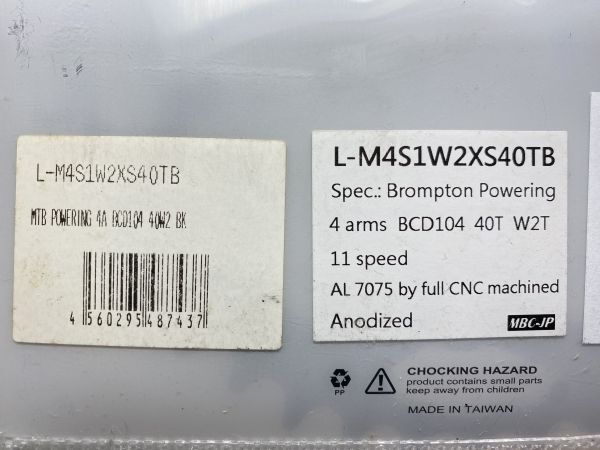 L-M4S1W2XS40TB
MTB POWERING 4A BCD104 40W2 BK
4 560295 487437
L-M4S1W2XS40TB
Spec.: Brompton Powering
4 arms BCD104 40T W2T
11 speed
AL 7075 by full CNC machined
Anodized MBC-JP
PP
CHOCKING HAZARD
product contains small parts
keep away from children
MADE IN TAIWAN